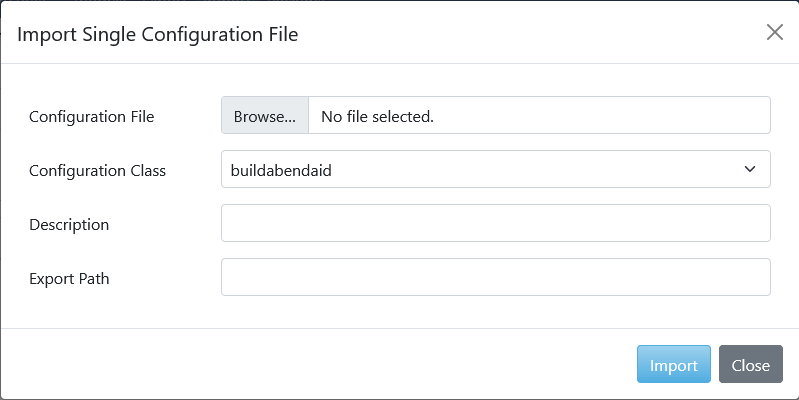 Import Single Configuration File
Configuration File
Browse... No file selected.
Configuration Class
buildabendaid
Description
Export Path
Import
Close